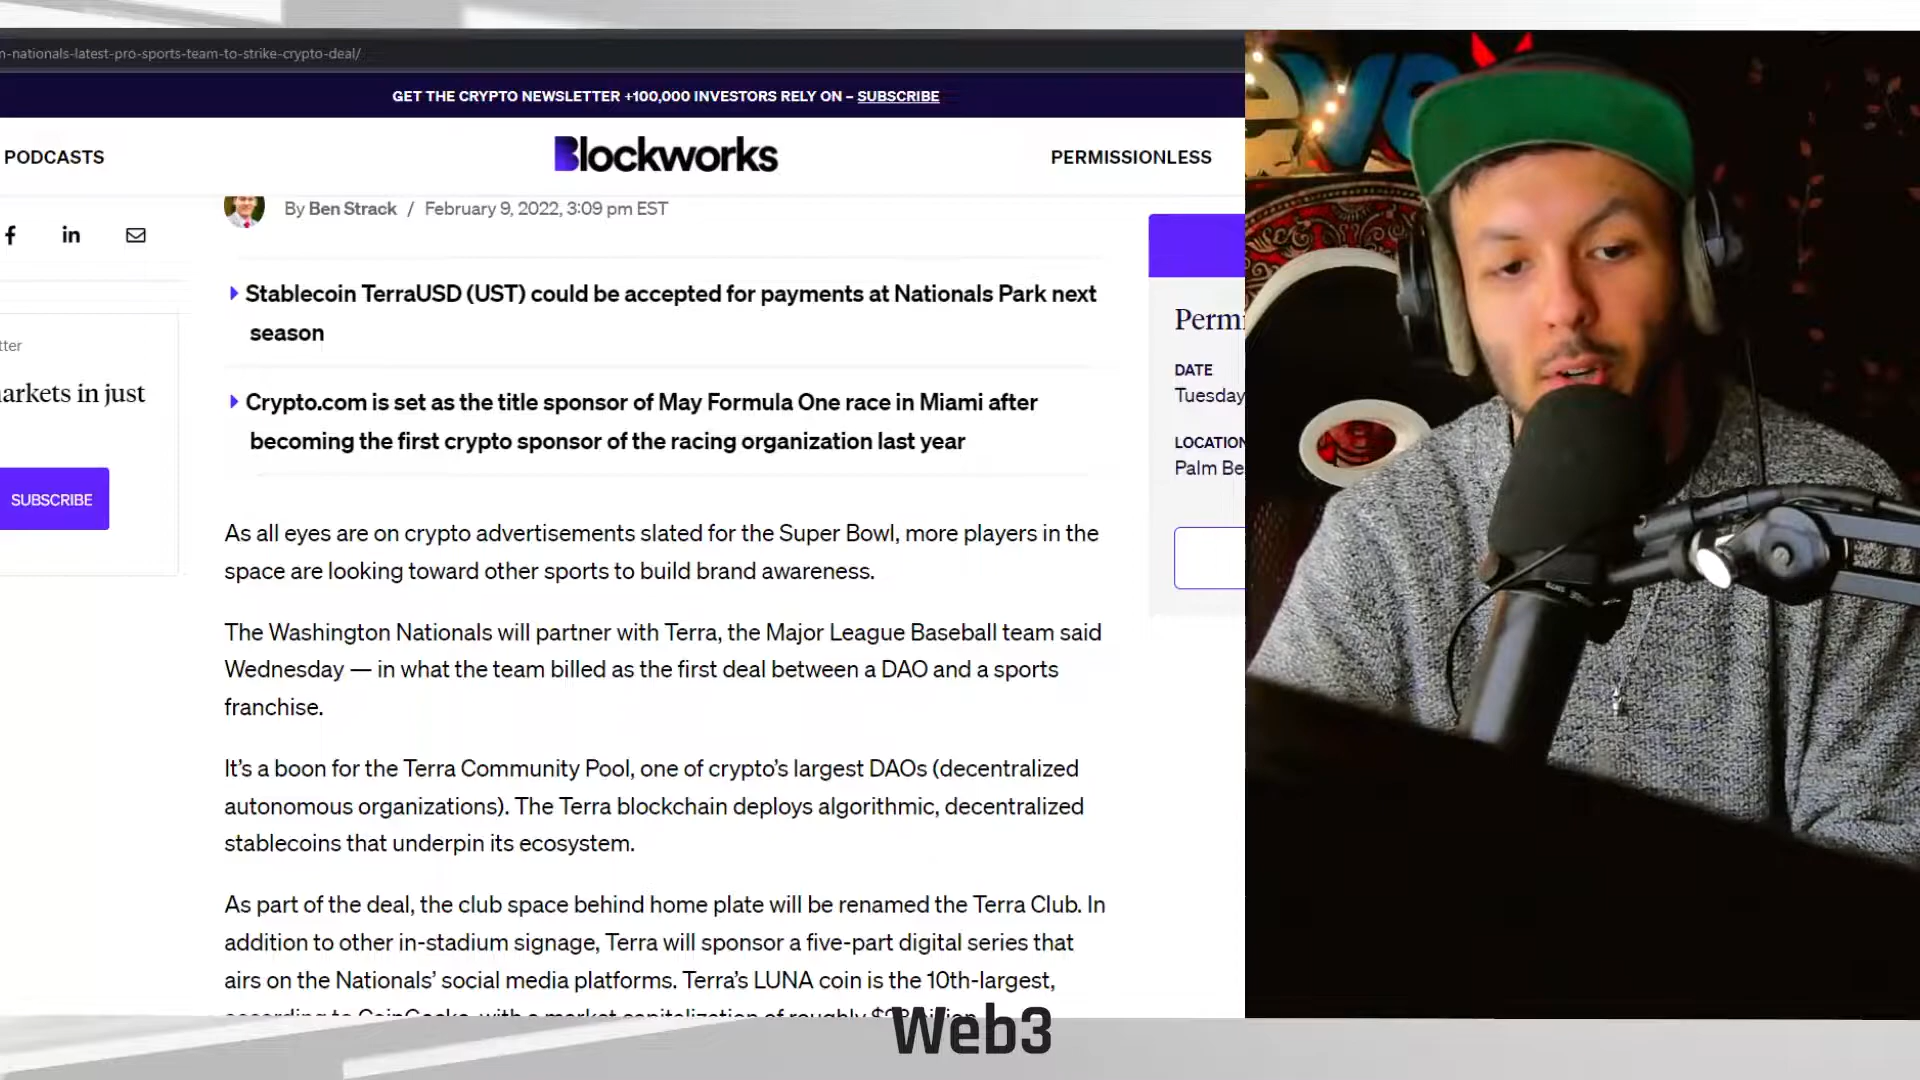 n-nationals-latest-pro-sports-team-to-strike-crypto-deal/
GET THE CRYPTO NEWSLETTER +100,000 INVESTORS RELY ON – SUBSCRIBE
PODCASTS
Blockworks
PERMISSIONLESS
By Ben Strack / February 9, 2022, 3:09 pm EST
f in
Stablecoin TerraUSD (UST) could be accepted for payments at Nationals Park next
season
Crypto.com is set as the title sponsor of May Formula One race in Miami after
becoming the first crypto sponsor of the racing organization last year
tter
arkets in just
SUBSCRIBE
Permi
DATE
Tuesday
LOCATION
Palm Be
As all eyes are on crypto advertisements slated for the Super Bowl, more players in the
space are looking toward other sports to build brand awareness.
The Washington Nationals will partner with Terra, the Major League Baseball team said
Wednesday — in what the team billed as the first deal between a DAO and a sports
franchise.
It's a boon for the Terra Community Pool, one of crypto's largest DAOs (decentralized
autonomous organizations). The Terra blockchain deploys algorithmic, decentralized
stablecoins that underpin its ecosystem.
As part of the deal, the club space behind home plate will be renamed the Terra Club. In
addition to other in-stadium signage, Terra will sponsor a five-part digital series that
airs on the Nationals' social media platforms. Terra's LUNA coin is the 10th-largest,
according to CoinGecko, with a market capitalization of roughly
Web3